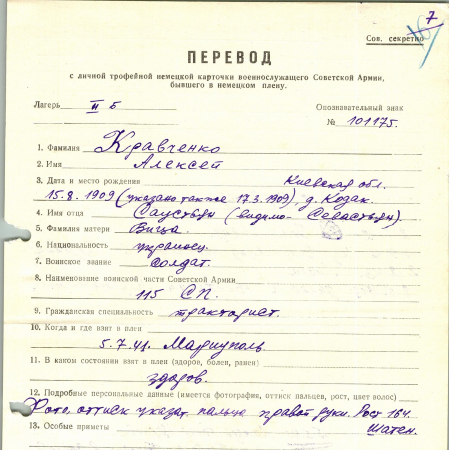 7
Сов. секретно
ПЕРЕВОД
с личной трофейной немецкой карточки военнослужащего Советской Армии,
бывшего в немецком плену.
Лагерь II Б Опознавательный знак
№ 101175.
1. Фамилия Кравченко
2. Имя Алексей
3. Дата и место рождения Киевская обл.
15.8.1909 (указано также 17.3.1909), д. Козак.
4. Имя отца Саустьян (видимо - Севастьян)
5. Фамилия матери
6. Национальность украинец.
7. Воинское звание солдат.
8. Наименование воинской части Советской Армии
115 СП.
9. Гражданская специальность тракторист.
10. Когда и где взят в плен
5.7.41. Мариуполь
11. В каком состоянии взят в плен (здоров, болен, ранен)
здоров.
12. Подробные персональные данные (имеется фотография, оттиск пальцев, рост, цвет волос)
Фото, оттиск указат. пальца правой руки. Рост 164.
13. Особые приметы шатен.